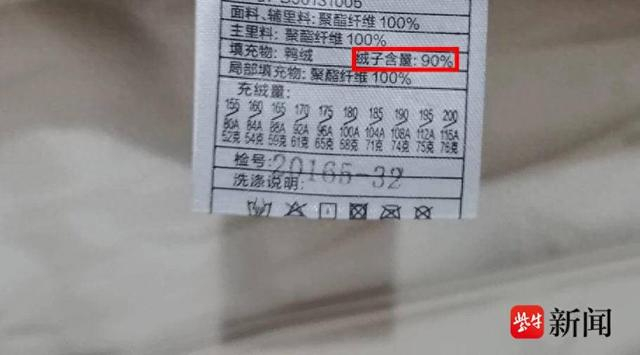 面料、辅里料:聚酯纤维100%
主里料:聚酯纤维100%
填充物:鸭绒 绒子含量:90%
局部填充物:聚酯纤维100%
充绒量:
155 160 165 170 175 180 185 190 195 200
80A 84A 88A 92A 96A 100A 104A 108A 112A 116A
52克 54克 59克 61克 65克 68克 71克 74克 75克 76克
检号:20165-32
洗涤说明:
紫牛新闻